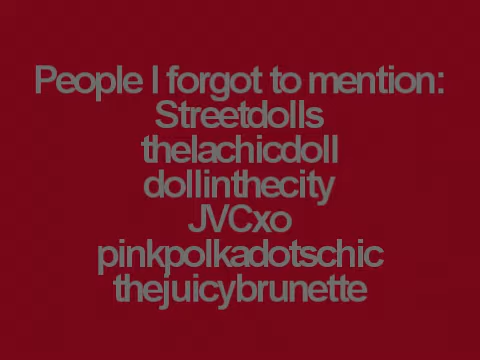 People I forgot to mention:
Streetdolls
thelachicdoll
dollinthecity
JVCxo
pinkpolkadotschic
thejuicybrunette